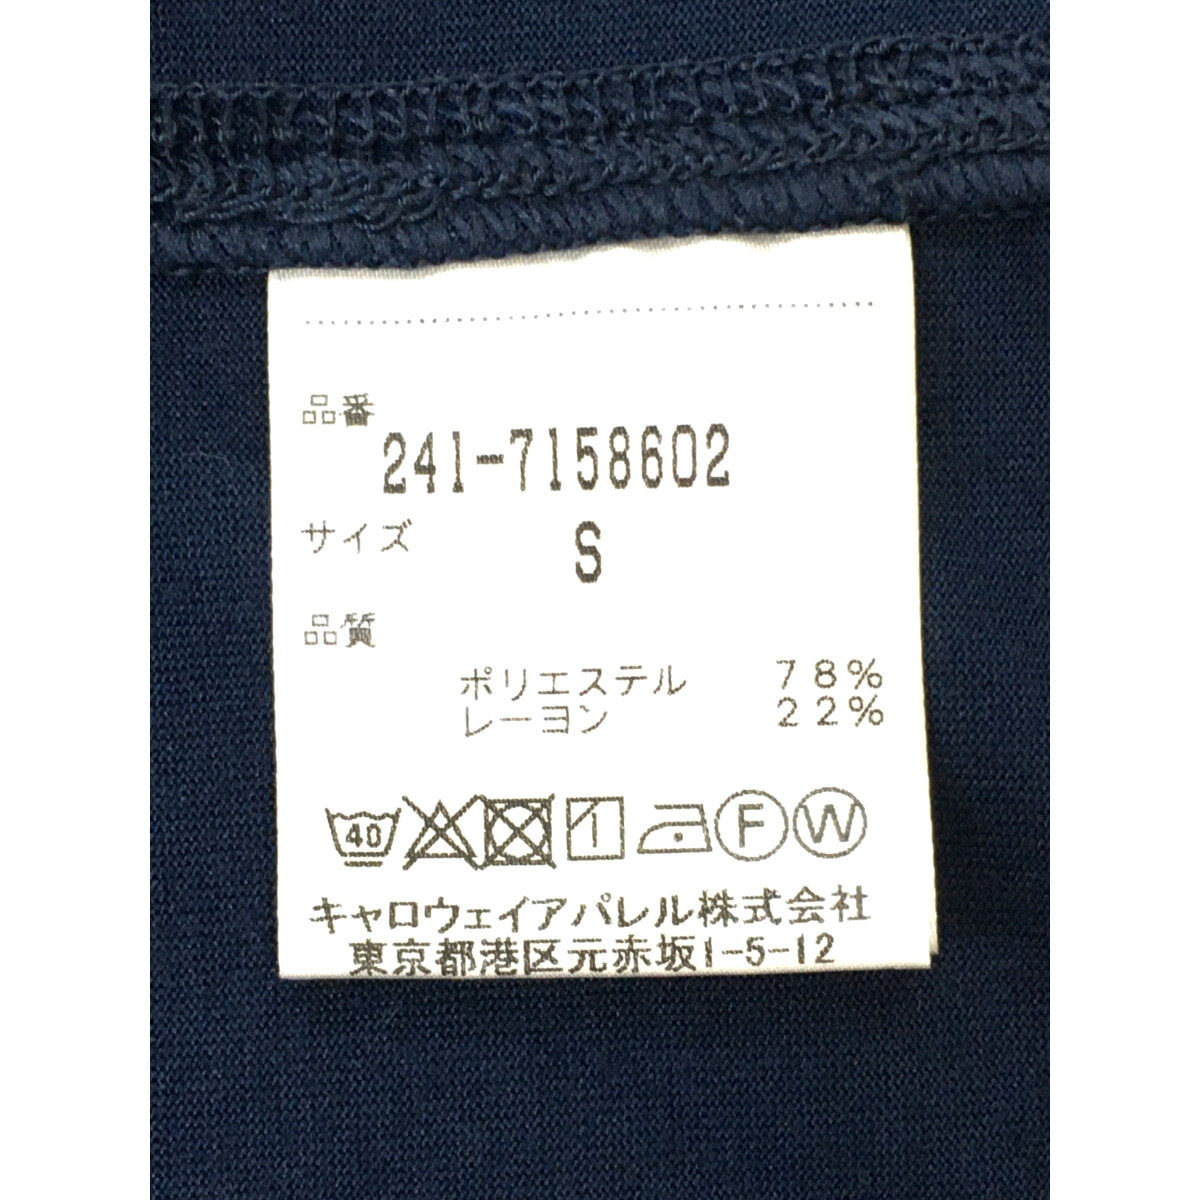 品番
241-7158602
サイズ S
品質
ポリエステル 78%
レーヨン 22%
40 F W
キャロウェイアパレル株式会社
東京都港区元赤坂1-5-12